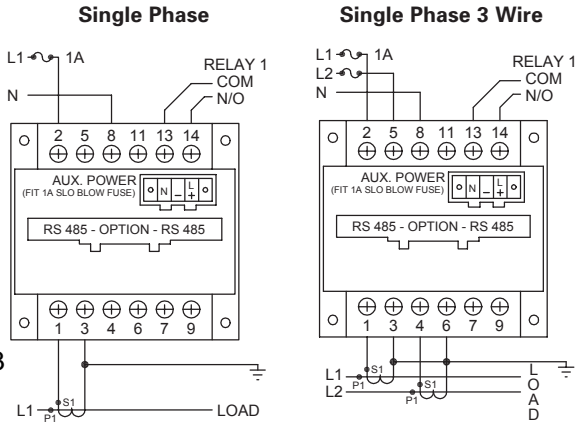 Single Phase
L1 1A
N
RELAY 1
COM
N/O
2 5 8 11 13 14
AUX. POWER
(FIT 1A SLO BLOW FUSE)
N – L +
RS 485 - OPTION - RS 485
1 3 4 6 7 9
3
S1
L1 P1 LOAD
Single Phase 3 Wire
L1 1A
L2
N
RELAY 1
COM
N/O
2 5 8 11 13 14
AUX. POWER
(FIT 1A SLO BLOW FUSE)
N – L +
RS 485 - OPTION - RS 485
1 3 4 6 7 9
L1 S1
P1
L2 S1
P1
LOAD